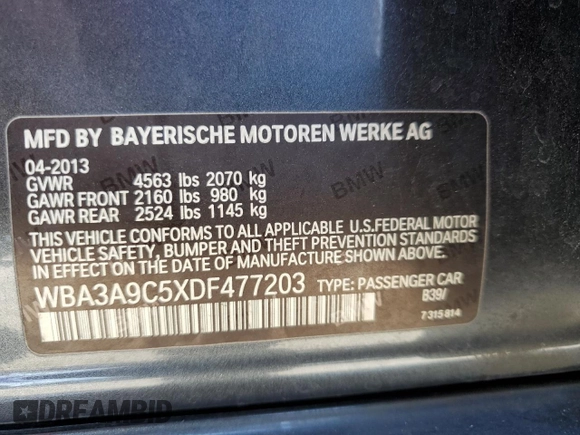 MFD BY BAYERISCHE MOTOREN WERKE AG
04-2013
GVWR 4563 lbs 2070 kg
GAWR FRONT 2160 lbs 980 kg
GAWR REAR 2524 lbs 1145 kg
THIS VEHICLE CONFORMS TO ALL APPLICABLE U.S.FEDERAL MOTOR
VEHICLE SAFETY, BUMPER AND THEFT PREVENTION STANDARDS
IN EFFECT ON THE DATE OF MANUFACTURE SHOWN ABOVE.
WBA3A9C5XDF477203 TYPE: PASSENGER CAR
B39/
7 315 814
BMW
DREAMBID